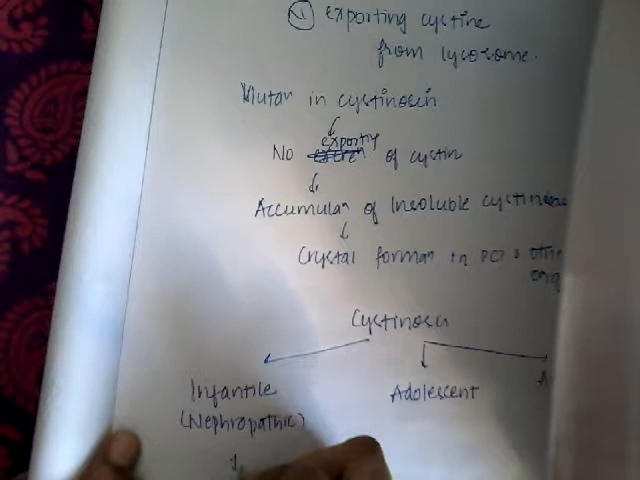 (N) exporting cystine
from lycosome.
Mutan in cystinosin
exporting
No of cystin
Accumulan of Insoluble cystine
Crystal forman in PCT &
Cystinosis
Infantile
Adolescent
A
(Nephropathic)